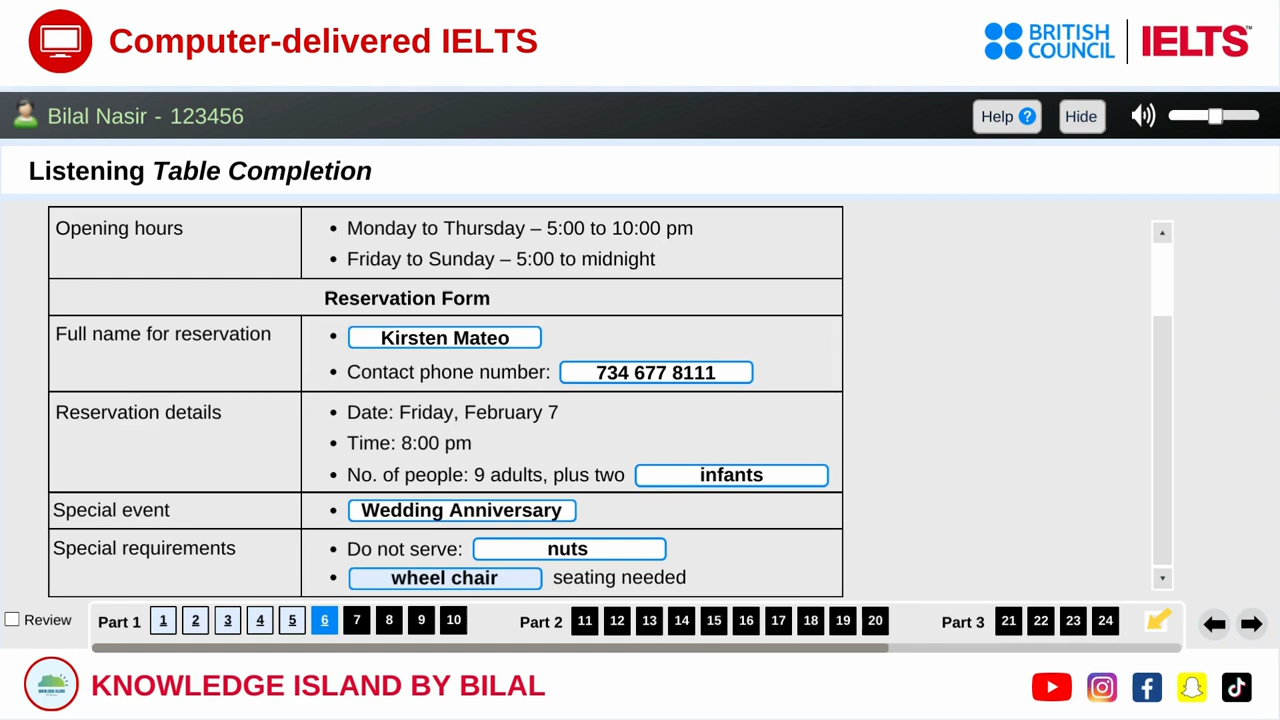 Computer-delivered IELTS
BRITISH COUNCIL
IELTS™
Bilal Nasir - 123456
Help ?
Hide
Listening Table Completion
Opening hours
• Monday to Thursday – 5:00 to 10:00 pm
• Friday to Sunday – 5:00 to midnight
Reservation Form
Full name for reservation
• Kirsten Mateo
• Contact phone number: 734 677 8111
Reservation details
• Date: Friday, February 7
• Time: 8:00 pm
• No. of people: 9 adults, plus two infants
Special event
• Wedding Anniversary
Special requirements
• Do not serve: nuts
• wheel chair seating needed
Review
Part 1 1 2 3 4 5 6 7 8 9 10
Part 2 11 12 13 14 15 16 17 18 19 20
Part 3 21 22 23 24
KNOWLEDGE ISLAND BY BILAL